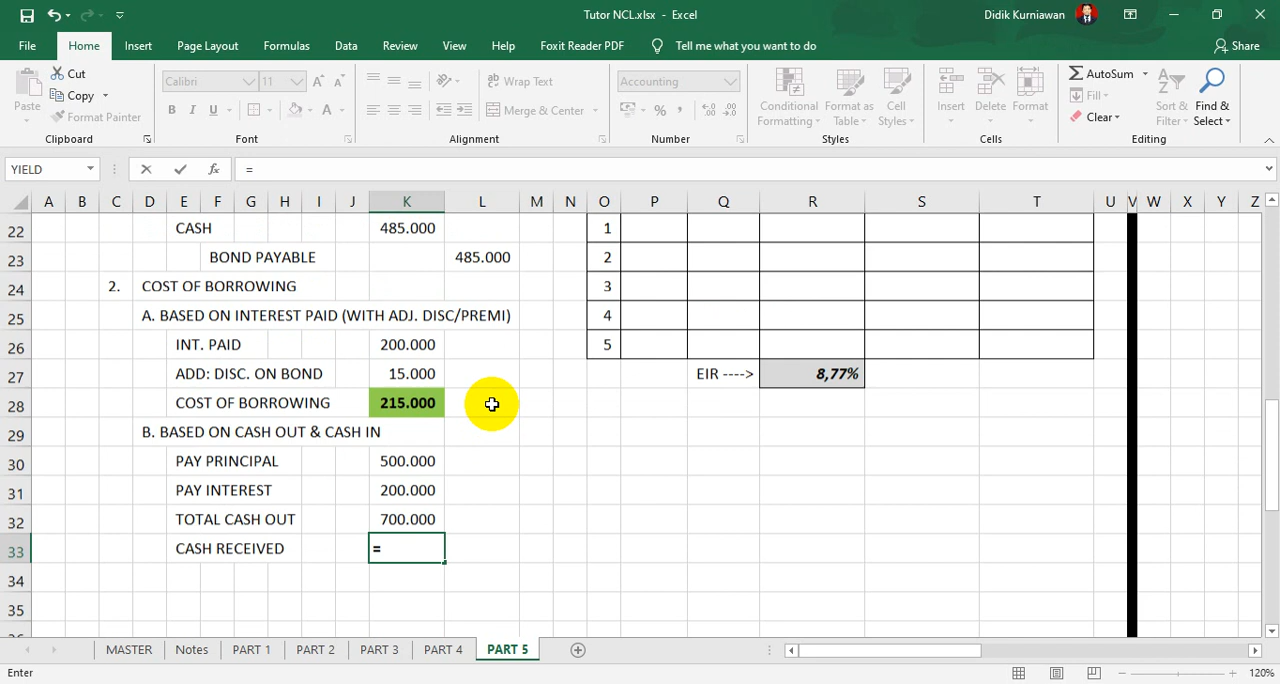 Tutor NCL.xlsx - Excel
Didik Kurniawan
File Home Insert Page Layout Formulas Data Review View Help Foxit Reader PDF Tell me what you want to do Share
Paste
Cut
Copy
Format Painter
Clipboard
Calibri 11
B I U A
Font
Wrap Text
Merge & Center
Alignment
Accounting
%
Number
Conditional Formatting
Format as Table
Cell Styles
Styles
Insert
Delete
Format
Cells
AutoSum
Fill
Clear
Sort & Filter
Find & Select
Editing
YIELD fx =
A B C D E F G H I J K L M N O P Q R S T U V W X Y Z
22 CASH 485.000 1
23 BOND PAYABLE 485.000 2
24 2. COST OF BORROWING 3
25 A. BASED ON INTEREST PAID (WITH ADJ. DISC/PREMI) 4
26 INT. PAID 200.000 5
27 ADD: DISC. ON BOND 15.000 EIR ----> 8,77%
28 COST OF BORROWING 215.000
29 B. BASED ON CASH OUT & CASH IN
30 PAY PRINCIPAL 500.000
31 PAY INTEREST 200.000
32 TOTAL CASH OUT 700.000
33 CASH RECEIVED =
34
35
MASTER Notes PART 1 PART 2 PART 3 PART 4 PART 5
Enter 120%